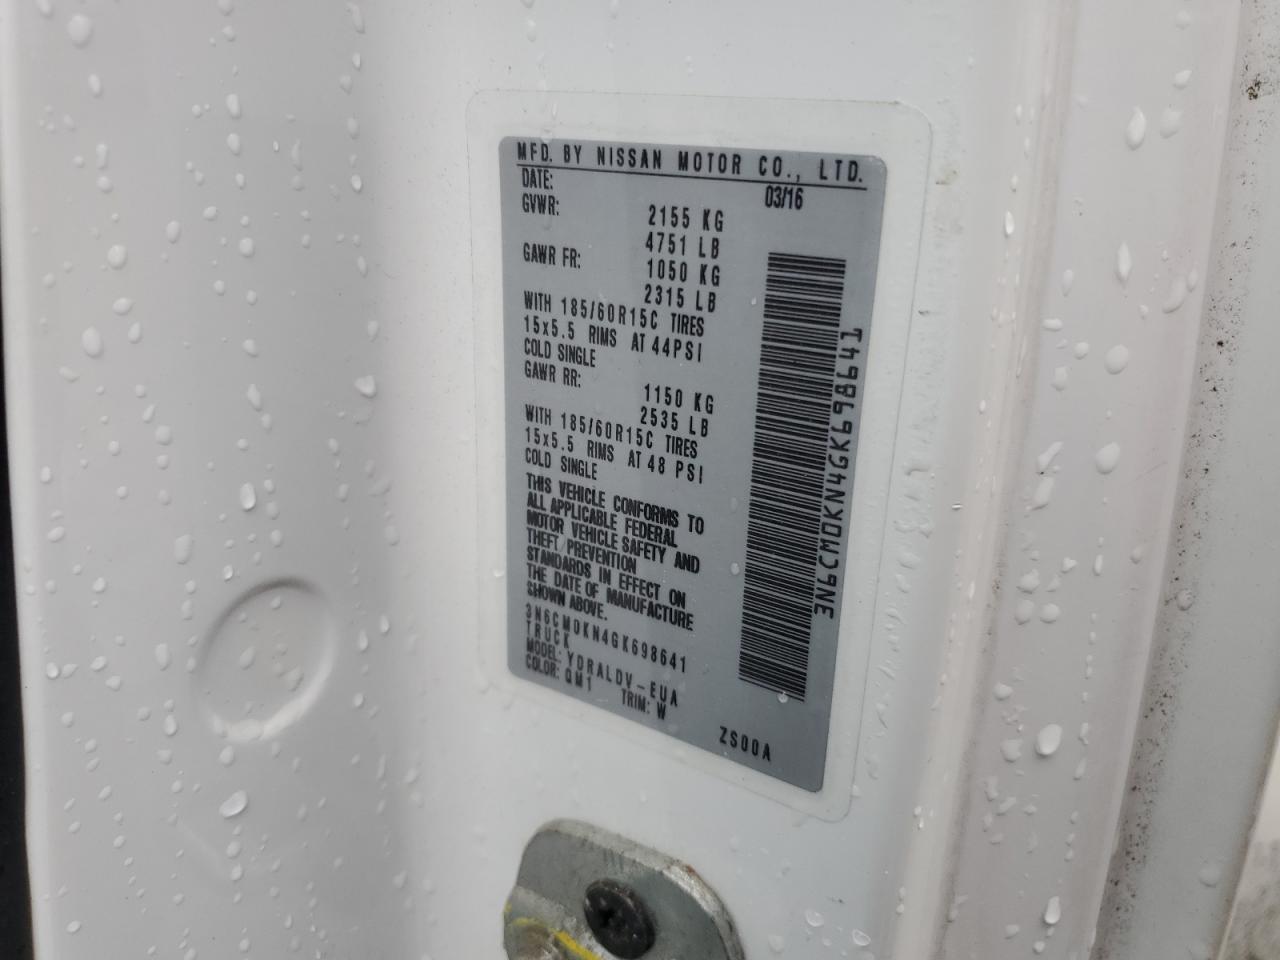 MFD. BY NISSAN MOTOR CO., LTD.
DATE: 03/16
GVWR: 2155 KG
4751 LB
GAWR FR: 1050 KG
2315 LB
WITH 185/60R15C TIRES
15x5.5 RIMS AT 44PSI
COLD SINGLE
GAWR RR: 1150 KG
2535 LB
WITH 185/60R15C TIRES
15x5.5 RIMS AT 48 PSI
COLD SINGLE
THIS VEHICLE CONFORMS TO
ALL APPLICABLE FEDERAL
MOTOR VEHICLE SAFETY AND
THEFT PREVENTION
STANDARDS IN EFFECT ON
THE DATE OF MANUFACTURE
SHOWN ABOVE.
3N6CM0KN4GK698641
TRUCK
MODEL: YDRALDV-EUA
COLOR: QM1 TRIM: W
ZS00A
3N6CM0KN4GK698641